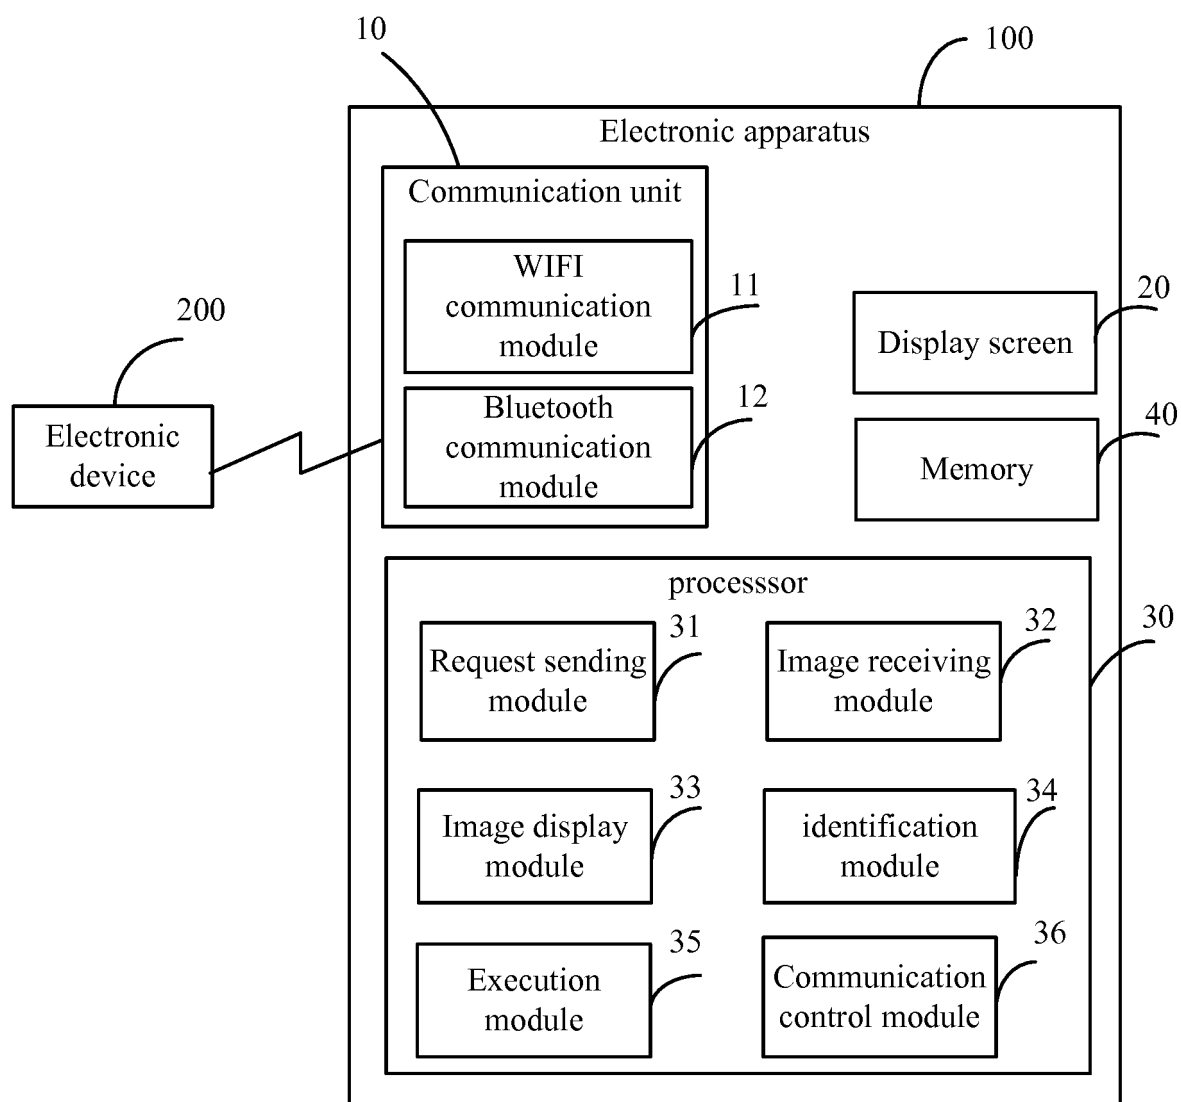 10
100
Electronic apparatus
Communication unit
WIFI
communication
module
11
Bluetooth
communication
module
12
200
Electronic
device
20
Display screen
40
Memory
processsor
30
31
Request sending
module
32
Image receiving
module
33
Image display
module
34
identification
module
35
Execution
module
36
Communication
control module